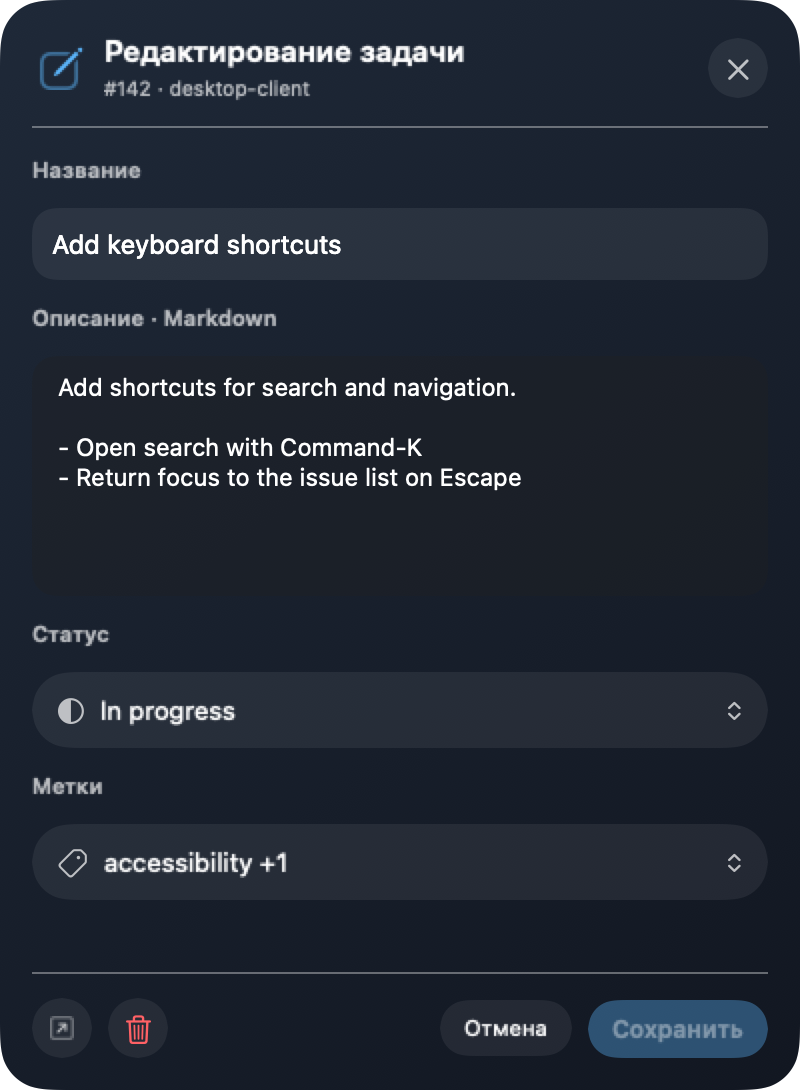 Редактирование задачи
#142 · desktop-client
Название
Add keyboard shortcuts
Описание · Markdown
Add shortcuts for search and navigation.
- Open search with Command-K
- Return focus to the issue list on Escape
Статус
In progress
Метки
accessibility +1
Отмена
Сохранить